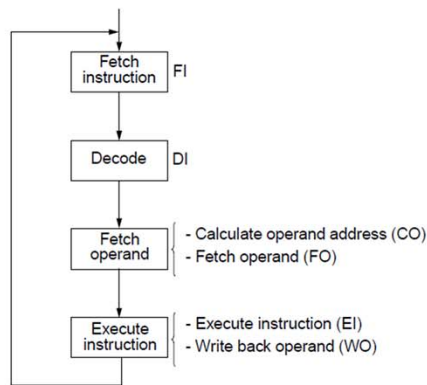 Fetch
instruction
FI
Decode
DI
Fetch
operand
- Calculate operand address (CO)
- Fetch operand (FO)
Execute
instruction
- Execute instruction (EI)
- Write back operand (WO)